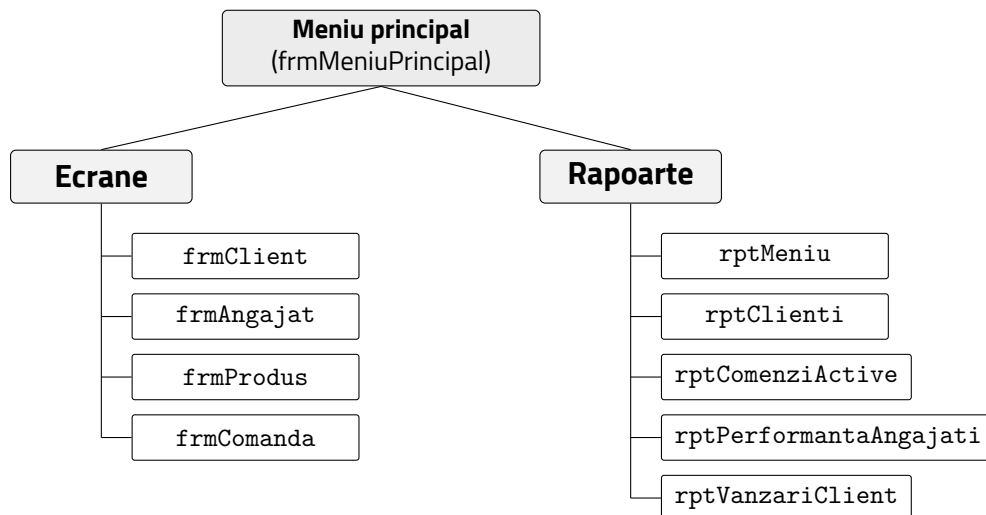 Meniu principal
(frmMeniuPrincipal)
Ecrane
frmClient
frmAngajat
frmProdus
frmComanda
Rapoarte
rptMeniu
rptClienti
rptComenziActive
rptPerformantaAngajati
rptVanzariClient